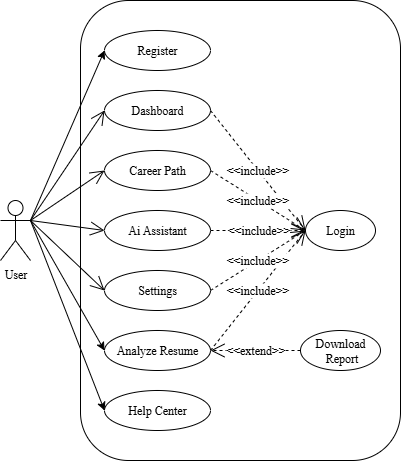 Register
Dashboard
Career Path
<<include>>
<<include>>
Ai Assistant
<<include>>
Login
User
<<include>>
Settings
<<include>>
Analyze Resume
<<extend>>
Download
Report
Help Center